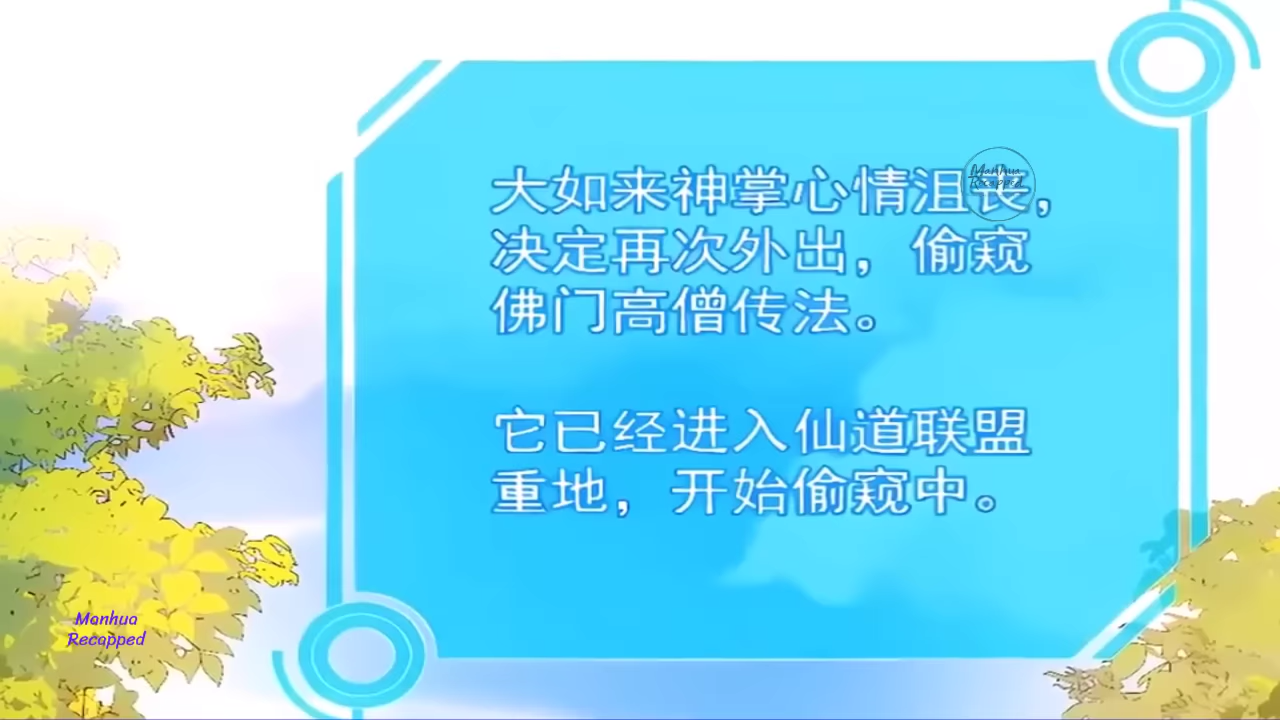 大如来神掌心情沮丧，
决定再次外出，偷窥
佛门高僧传法。
它已经进入仙道联盟
重地，开始偷窥中。
Manhua
Recapped
Manhua
Recapped